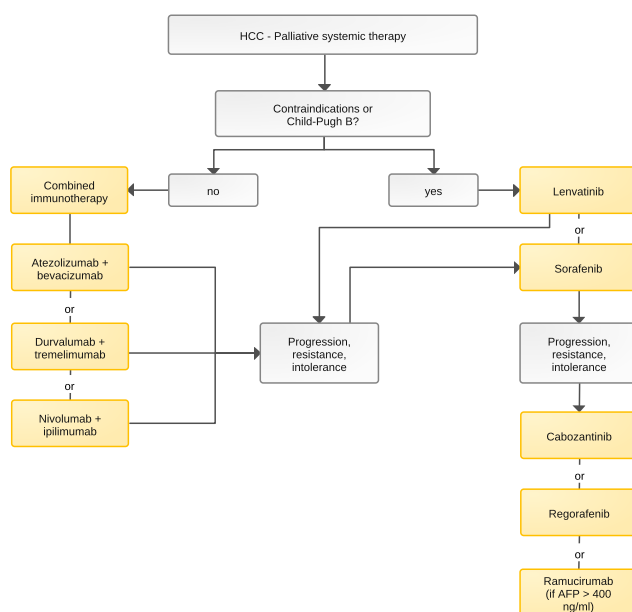 HCC - Palliative systemic therapy
Contraindications or
Child-Pugh B?
no
yes
Combined
immunotherapy
Lenvatinib
or
Atezolizumab +
bevacizumab
Sorafenib
or
Durvalumab +
tremelimumab
Progression,
resistance,
intolerance
Progression,
resistance,
intolerance
or
Nivolumab +
ipilimumab
Cabozantinib
or
Regorafenib
or
Ramucirumab
(if AFP > 400
ng/ml)